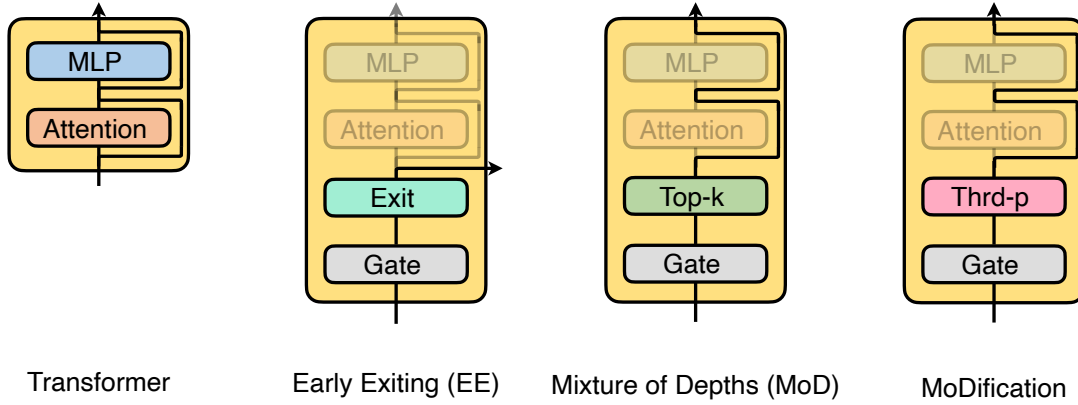 MLP
Attention
Transformer
MLP
Attention
Exit
Gate
Early Exiting (EE)
MLP
Attention
Top-k
Gate
Mixture of Depths (MoD)
MLP
Attention
Thrd-p
Gate
MoDification